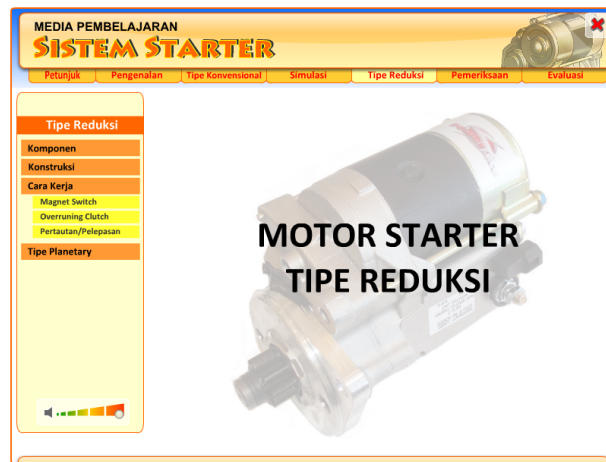 MEDIA PEMBELAJARAN
SISTEM STARTER
Petunjuk Pengenalan Tipe Konvensional Simulasi Tipe Reduksi Pemeriksaan Evaluasi
Tipe Reduksi
Komponen
Konstruksi
Cara Kerja
Magnet Switch
Overruning Clutch
Pertautan/Pelepasan
Tipe Planetary
MOTOR STARTER
TIPE REDUKSI